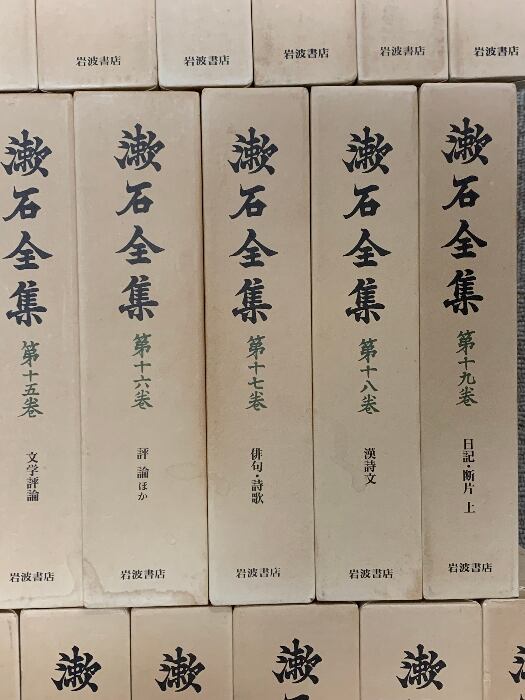 岩波書店
岩波書店
岩波書店
岩波書店
岩波書店
漱石全集
第十五巻
文学評論
岩波書店
漱石全集
第十六巻
評論ほか
岩波書店
漱石全集
第十七巻
俳句・詩歌
岩波書店
漱石全集
第十八巻
漢詩文
岩波書店
漱石全集
第十九巻
日記・断片 上
岩波書店
漱
漱
漱石
漱